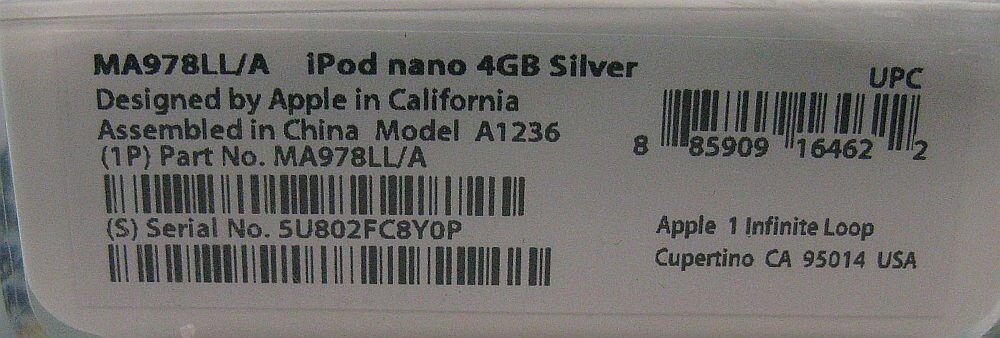 MA978LL/A iPod nano 4GB Silver
Designed by Apple in California
Assembled in China Model A1236
(1P) Part No. MA978LL/A
(S) Serial No. 5U802FC8Y0P
UPC
8 85909 16462 2
Apple 1 Infinite Loop
Cupertino CA 95014 USA